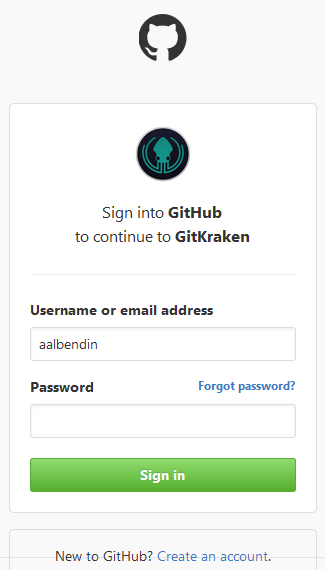 Sign into GitHub
to continue to GitKraken
Username or email address
aalbendin
Password Forgot password?
Sign in
New to GitHub? Create an account.